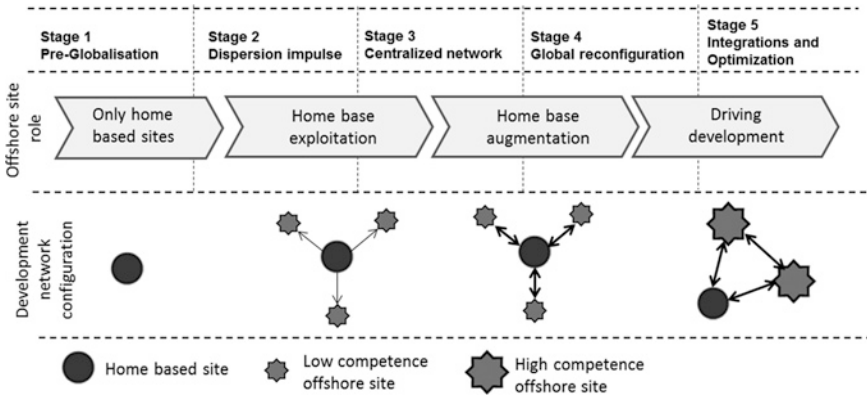 Stage 1
Pre-Globalisation
Stage 2
Dispersion impulse
Stage 3
Centralized network
Stage 4
Global reconfiguration
Stage 5
Integrations and
Optimization
Offshore site
role
Only home
based sites
Home base
exploitation
Home base
augmentation
Driving
development
Development
network
configuration
Home based site
Low competence
offshore site
High competence
offshore site